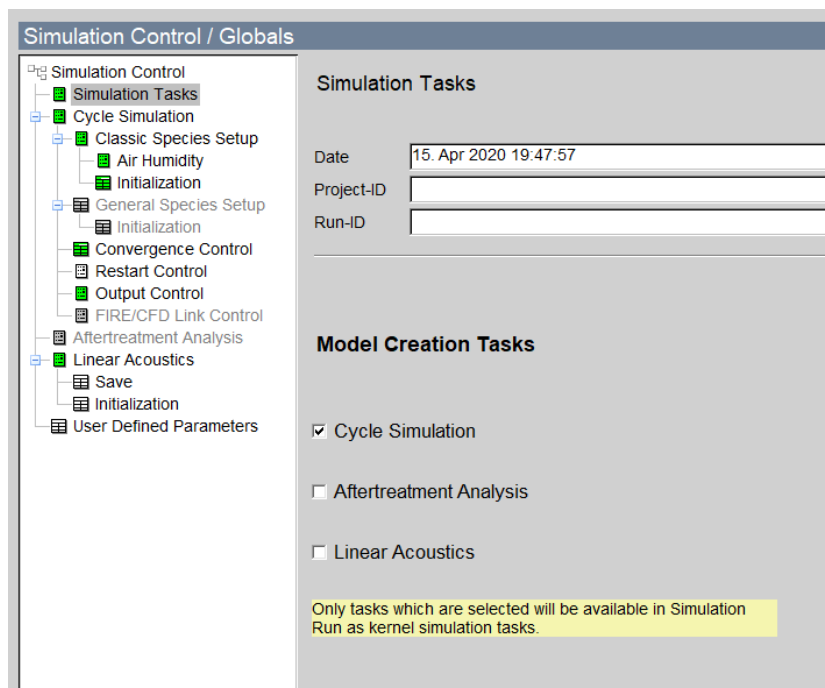 Simulation Control / Globals
Simulation Control
Simulation Tasks
Cycle Simulation
Classic Species Setup
Air Humidity
Initialization
General Species Setup
Initialization
Convergence Control
Restart Control
Output Control
FIRE/CFD Link Control
Aftertreatment Analysis
Linear Acoustics
Save
Initialization
User Defined Parameters
Simulation Tasks
Date 15. Apr 2020 19:47:57
Project-ID
Run-ID
Model Creation Tasks
Cycle Simulation
Aftertreatment Analysis
Linear Acoustics
Only tasks which are selected will be available in Simulation
Run as kernel simulation tasks.